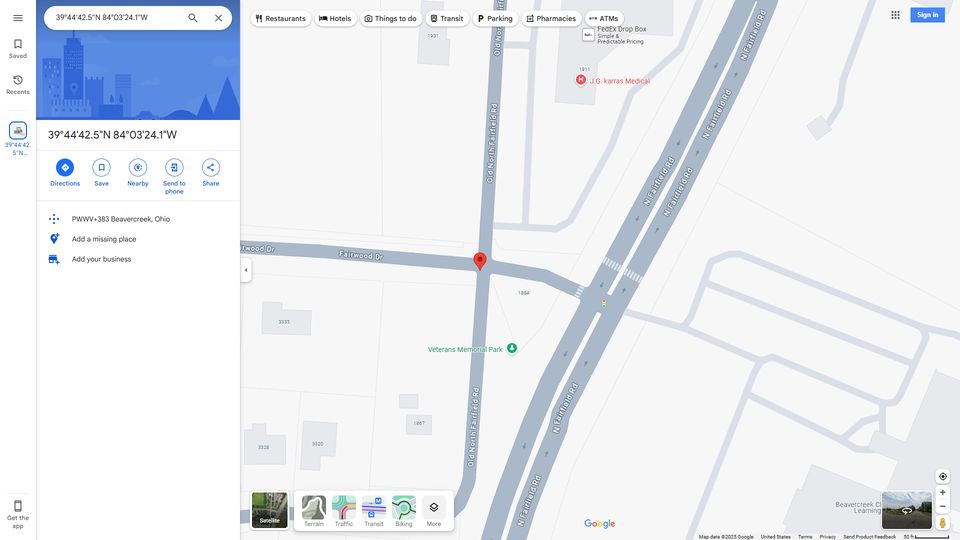 39°44'42.5"N 84°03'24.1"W
Restaurants
Hotels
Things to do
Transit
Parking
Pharmacies
ATMs
Sign in
Saved
Recents
39°44'42.
5"N...
Get the
app
39°44'42.5"N 84°03'24.1"W
Directions
Save
Nearby
Send to
phone
Share
PWWV+383 Beavercreek, Ohio
Add a missing place
Add your business
1931
Old North
FedEx Drop Box
Simple &
Predictable Pricing
N Fairfield Rd
1911
J.G. karras Medical
N Fairfield Rd
Old North Fairfield Rd
N Fairfield Rd
N Fairfield Rd
Fairwood Dr
1864
3335
Veterans Memorial Park
Old North Fairfield Rd
N Fairfield Rd
1867
3328
3320
N Fairfield Rd
Satellite
Terrain
Traffic
Transit
Biking
More
Google
Beavercreek
Learning
Map data ©2025 Google
United States
Terms
Privacy
Send Product Feedback
50 ft